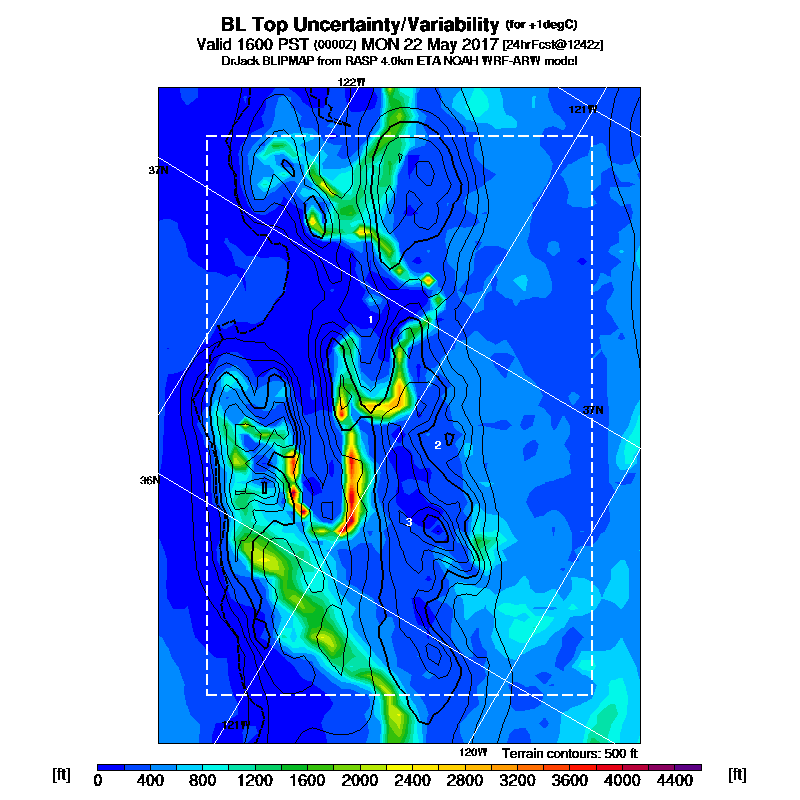 BL Top Uncertainty/Variability (for +1degC)
Valid 1600 PST (0000Z) MON 22 May 2017 [24hrFcst@1242z]
DrJack BLIPMAP from RASP 4.0km ETA NOAH WRF-ARW model
122W
121W
37N
1
37N
2
36N
3
121W
120W
Terrain contours: 500 ft
[ft] 0 400 800 1200 1600 2000 2400 2800 3200 3600 4000 4400 [ft]